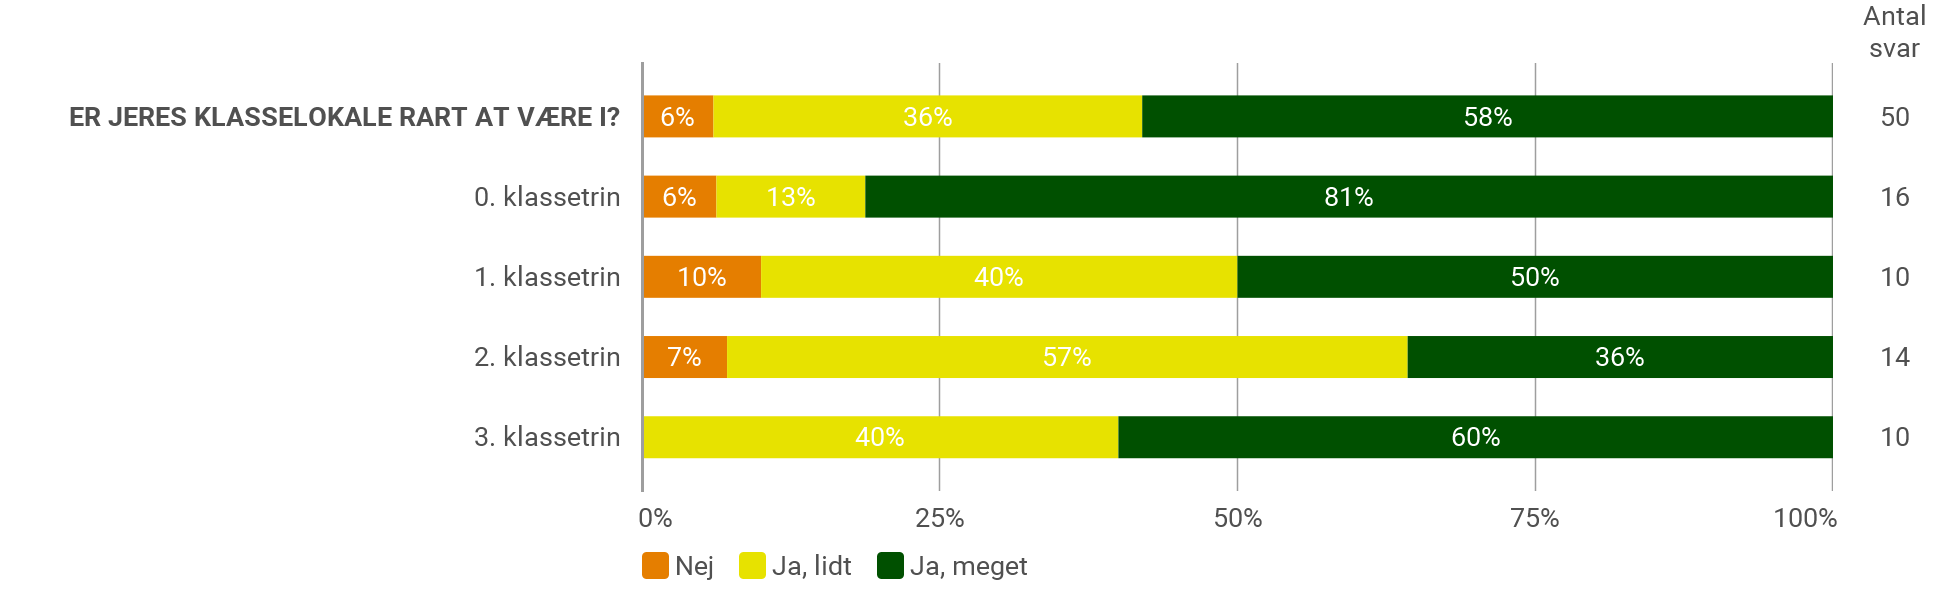 Antal
svar
ER JERES KLASSELOKALE RART AT VÆRE I? 6% 36% 58% 50
0. klassetrin 6% 13% 81% 16
1. klassetrin 10% 40% 50% 10
2. klassetrin 7% 57% 36% 14
3. klassetrin 40% 60% 10
0% 25% 50% 75% 100%
Nej Ja, lidt Ja, meget